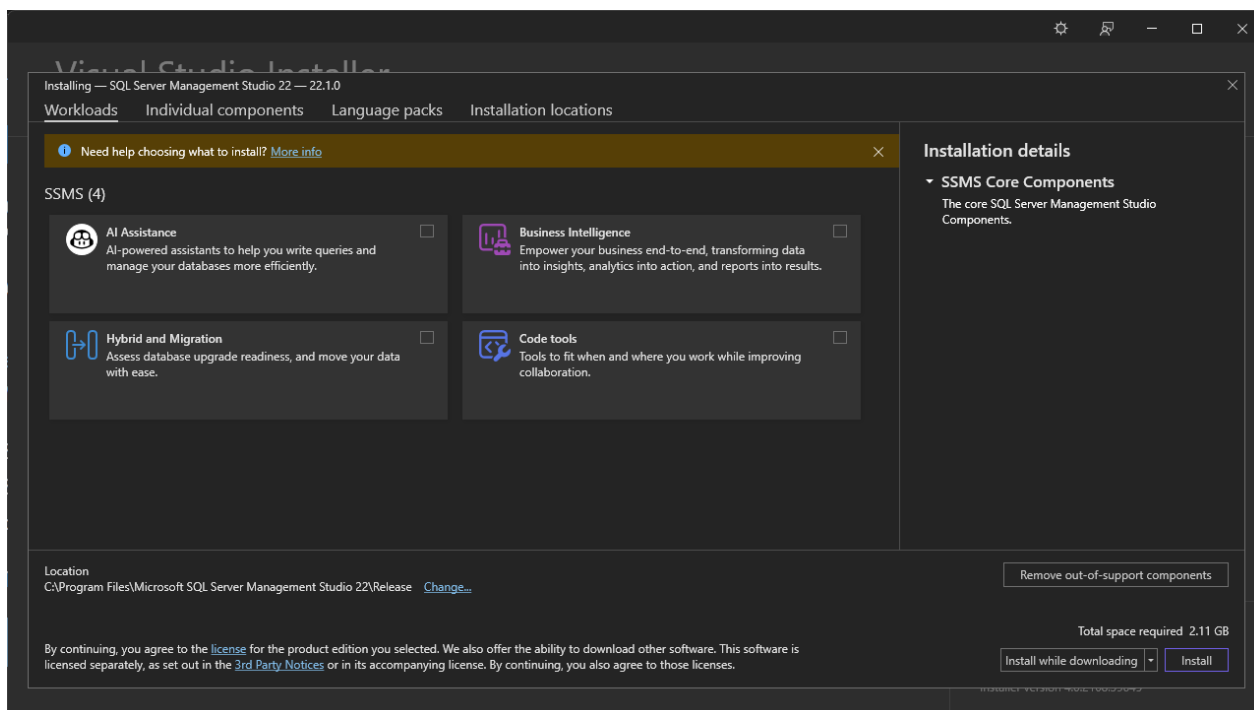 Visual Studio Installer
Installing — SQL Server Management Studio 22 — 22.1.0
Workloads
Individual components
Language packs
Installation locations
Need help choosing what to install? More info
SSMS (4)
AI Assistance
AI-powered assistants to help you write queries and
manage your databases more efficiently.
Business Intelligence
Empower your business end-to-end, transforming data
into insights, analytics into action, and reports into results.
Hybrid and Migration
Assess database upgrade readiness, and move your data
with ease.
Code tools
Tools to fit when and where you work while improving
collaboration.
Installation details
SSMS Core Components
The core SQL Server Management Studio
Components.
Location
C:\Program Files\Microsoft SQL Server Management Studio 22\Release Change...
Remove out-of-support components
Total space required 2.11 GB
By continuing, you agree to the license for the product edition you selected. We also offer the ability to download other software. This software is
licensed separately, as set out in the 3rd Party Notices or in its accompanying license. By continuing, you also agree to those licenses.
Install while downloading
Install